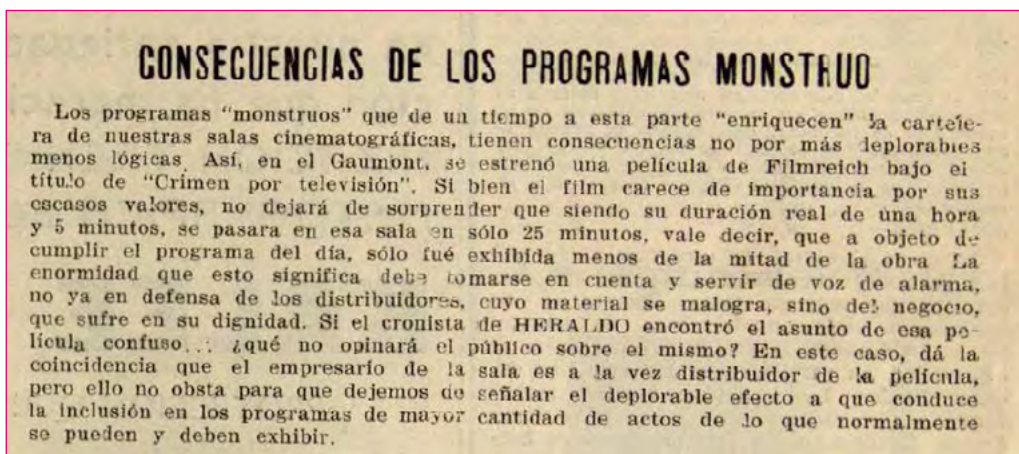 CONSECUENCIAS DE LOS PROGRAMAS MONSTRUO
Los programas "monstruos" que de un tiempo a esta parte "enriquecen" la cartele-
ra de nuestras salas cinematográficas, tienen consecuencias no por más deplorables
menos lógicas. Así, en el Gaumont, se estrenó una película de Filmreich bajo el
título de "Crimen por televisión". Si bien el film carece de importancia por sus
escasos valores, no dejará de sorprender que siendo su duración real de una hora
y 5 minutos, se pasara en esa sala en sólo 25 minutos, vale decir, que a objeto de
cumplir el programa del día, sólo fué exhibida menos de la mitad de la obra La
enormidad que esto significa debe tomarse en cuenta y servir de voz de alarma,
no ya en defensa de los distribuidores, cuyo material se malogra, sino del negocio,
que sufre en su dignidad. Si el cronista de HERALDO encontró el asunto de esa pe-
lícula confuso... ¿qué no opinará el público sobre el mismo? En este caso, dá la
coincidencia que el empresario de la sala es a la vez distribuidor de la película,
pero ello no obsta para que dejemos de señalar el deplorable efecto a que conduce
la inclusión en los programas de mayor cantidad de actos de lo que normalmente
se pueden y deben exhibir.